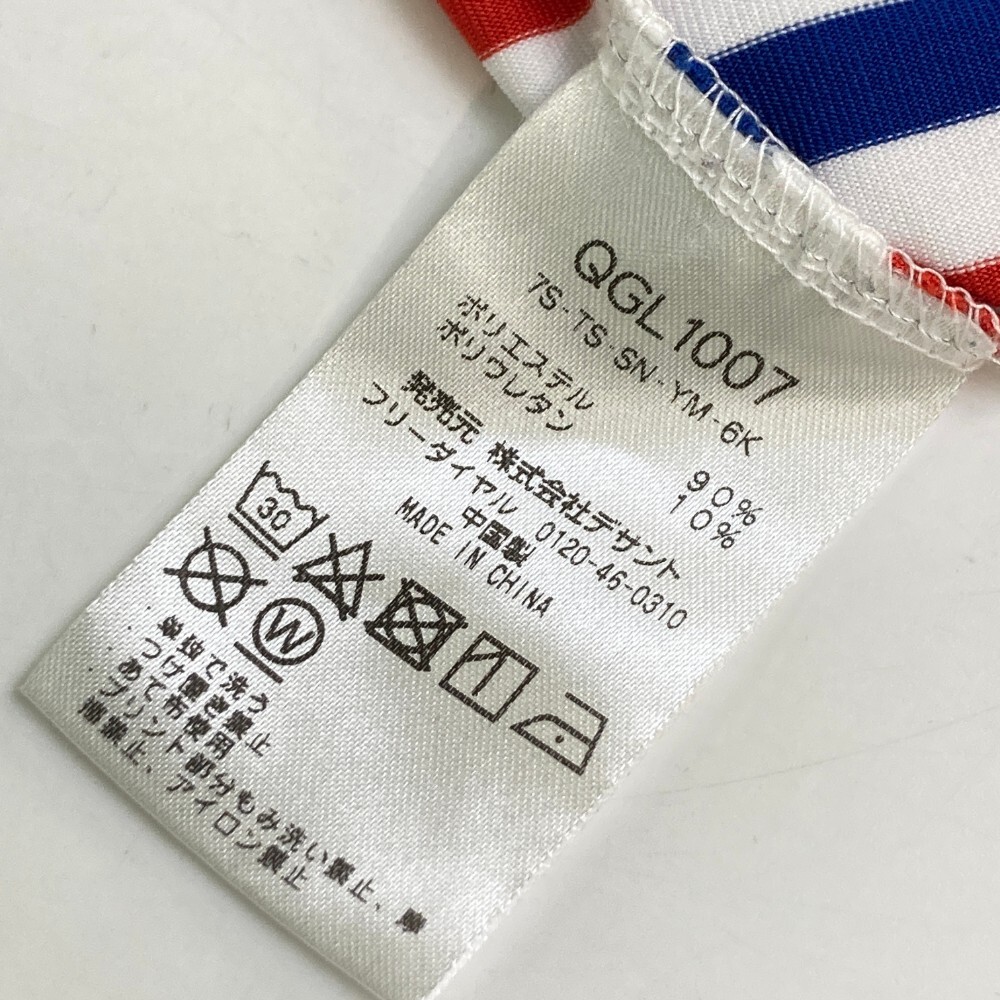 QGL1007
7S-TS-SN-YM-6K
ポリエステル 90%
ポリウレタン 10%
発売元 株式会社デサント
フリーダイヤル 0120-46-0310
中国製
MADE IN CHINA
30
W
単独で洗う
つけ置き禁止
あて布使用
プリント部分もみ洗い禁止、摩
擦禁止、アイロン禁止